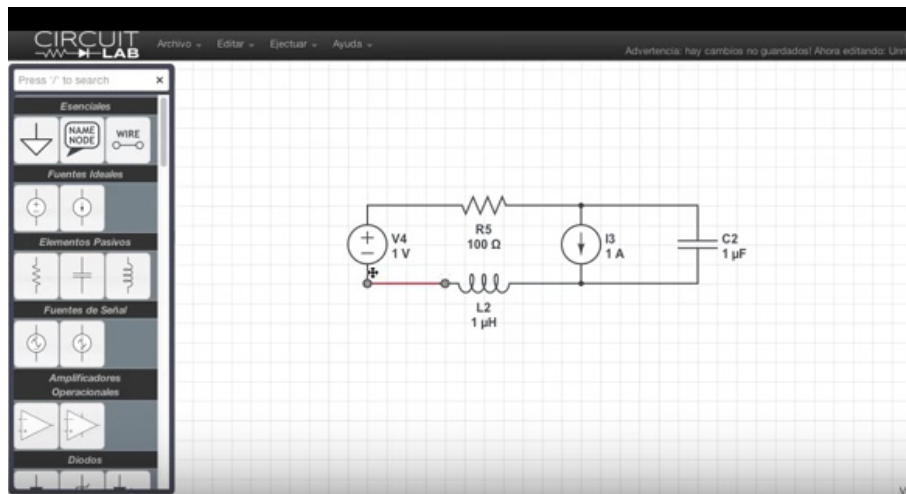 CIRCUIT
LAB
Archivo
Editar
Ejectuar
Ayuda
Advertencia: hay cambios no guardados! Ahora editando: Unn
Press '/' to search
×
Esenciales
NAME
NODE
WIRE
Fuentes Ideales
Elementos Pasivos
Fuentes de Señal
Amplificadores
Operacionales
Diodos
V4
1 V
R5
100 Ω
I3
1 A
C2
1 µF
L2
1 µH
V